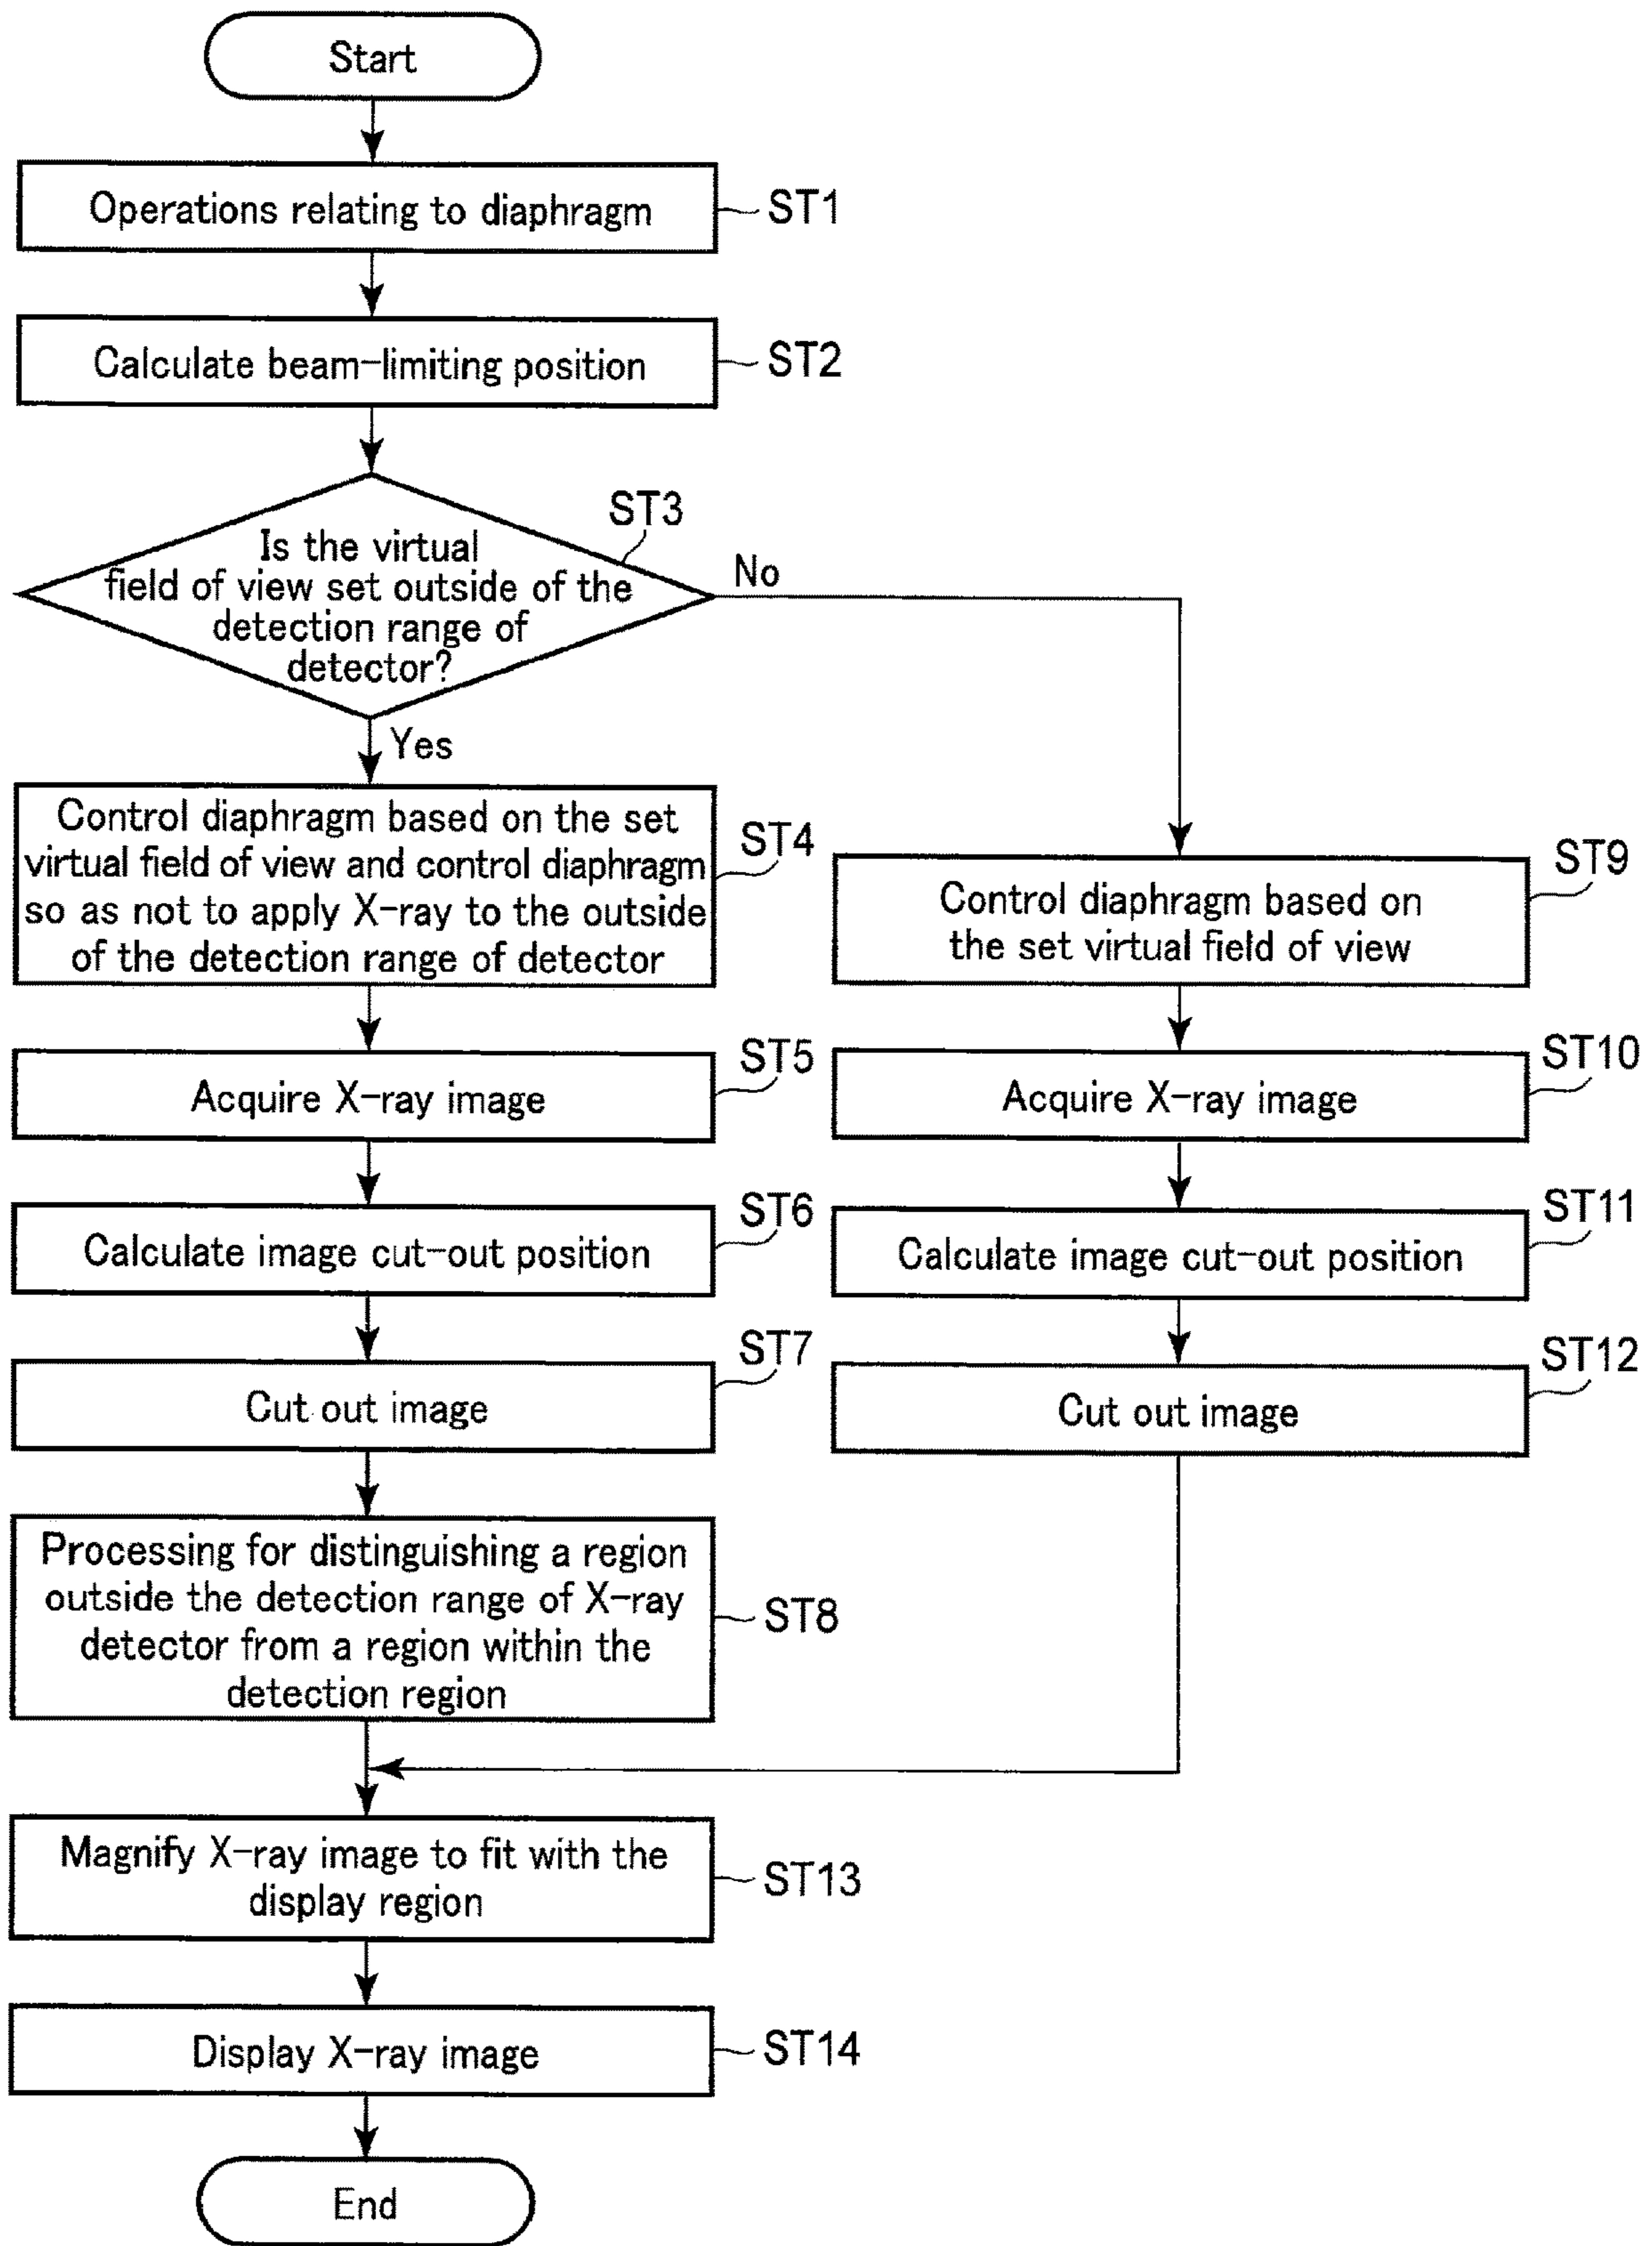 Start
Operations relating to diaphragm
ST1
Calculate beam-limiting position
ST2
ST3
Is the virtual
field of view set outside of the
detection range of
detector?
No
Yes
Control diaphragm based on the set
virtual field of view and control diaphragm
so as not to apply X-ray to the outside
of the detection range of detector
ST4
Acquire X-ray image
ST5
Calculate image cut-out position
ST6
Cut out image
ST7
Processing for distinguishing a region
outside the detection range of X-ray
detector from a region within the
detection region
ST8
Control diaphragm based on
the set virtual field of view
ST9
Acquire X-ray image
ST10
Calculate image cut-out position
ST11
Cut out image
ST12
Magnify X-ray image to fit with the
display region
ST13
Display X-ray image
ST14
End